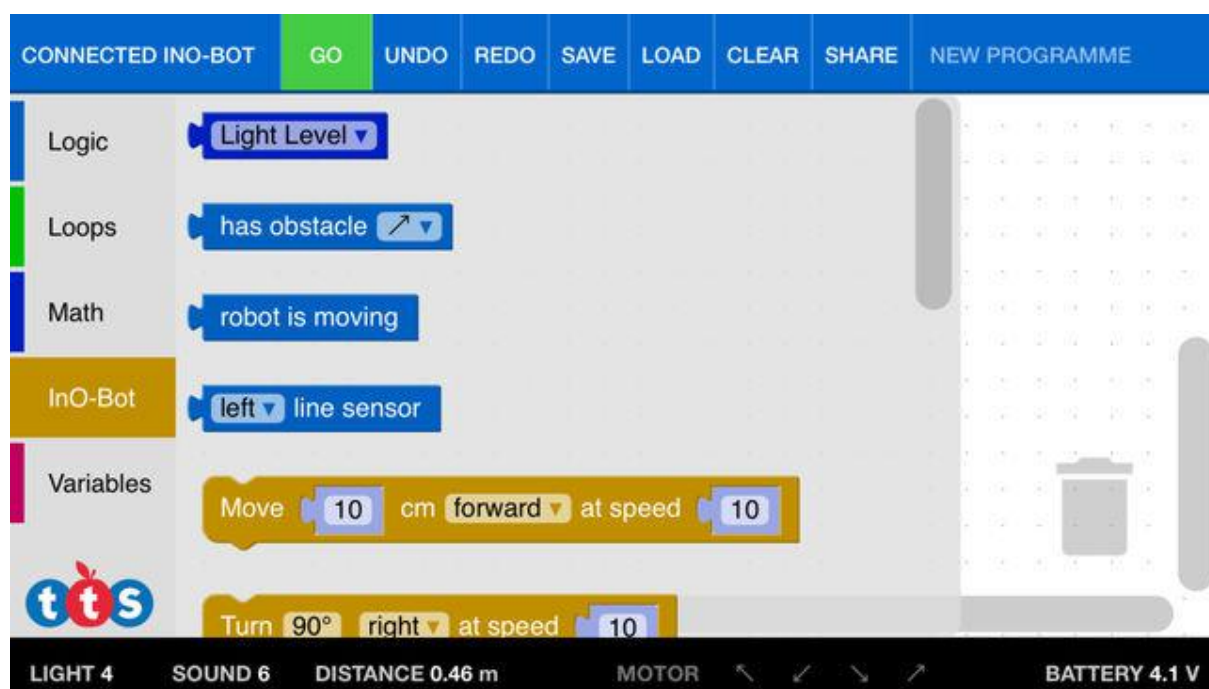 CONNECTED INO-BOT GO UNDO REDO SAVE LOAD CLEAR SHARE NEW PROGRAMME
Logic
Loops
Math
InO-Bot
Variables
tts
Light Level
has obstacle ↗
robot is moving
left line sensor
Move 10 cm forward at speed 10
Turn 90° right at speed 10
LIGHT 4 SOUND 6 DISTANCE 0.46 m MOTOR ↖ ↙ ↘ ↗ BATTERY 4.1 V